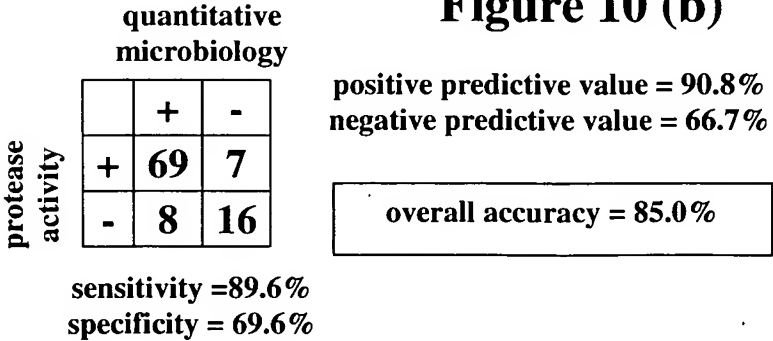 Figure 10 (b)
quantitative
microbiology
+ -
protease
activity
+ 69 7
- 8 16
positive predictive value = 90.8%
negative predictive value = 66.7%
overall accuracy = 85.0%
sensitivity =89.6%
specificity = 69.6%